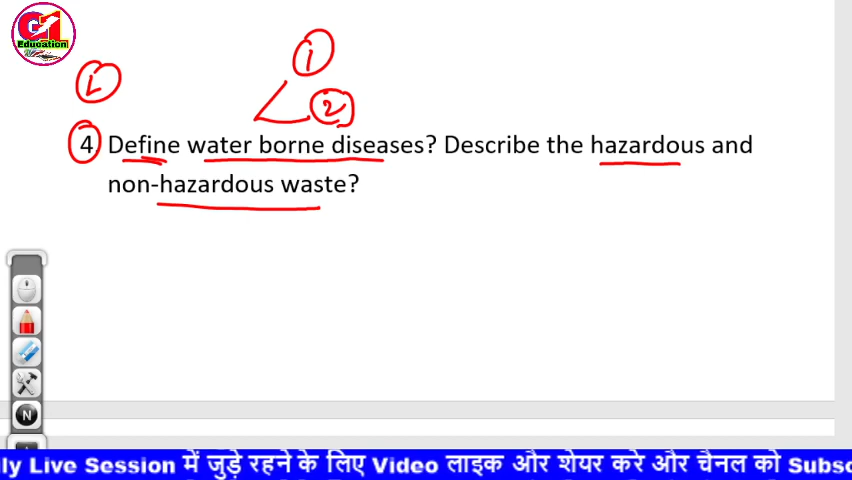 G1
Education
1
L
2
4 Define water borne diseases? Describe the hazardous and
non-hazardous waste?
N
ly Live Session में जुड़े रहने के लिए Video लाइक और शेयर करे और चैनल को Subsc